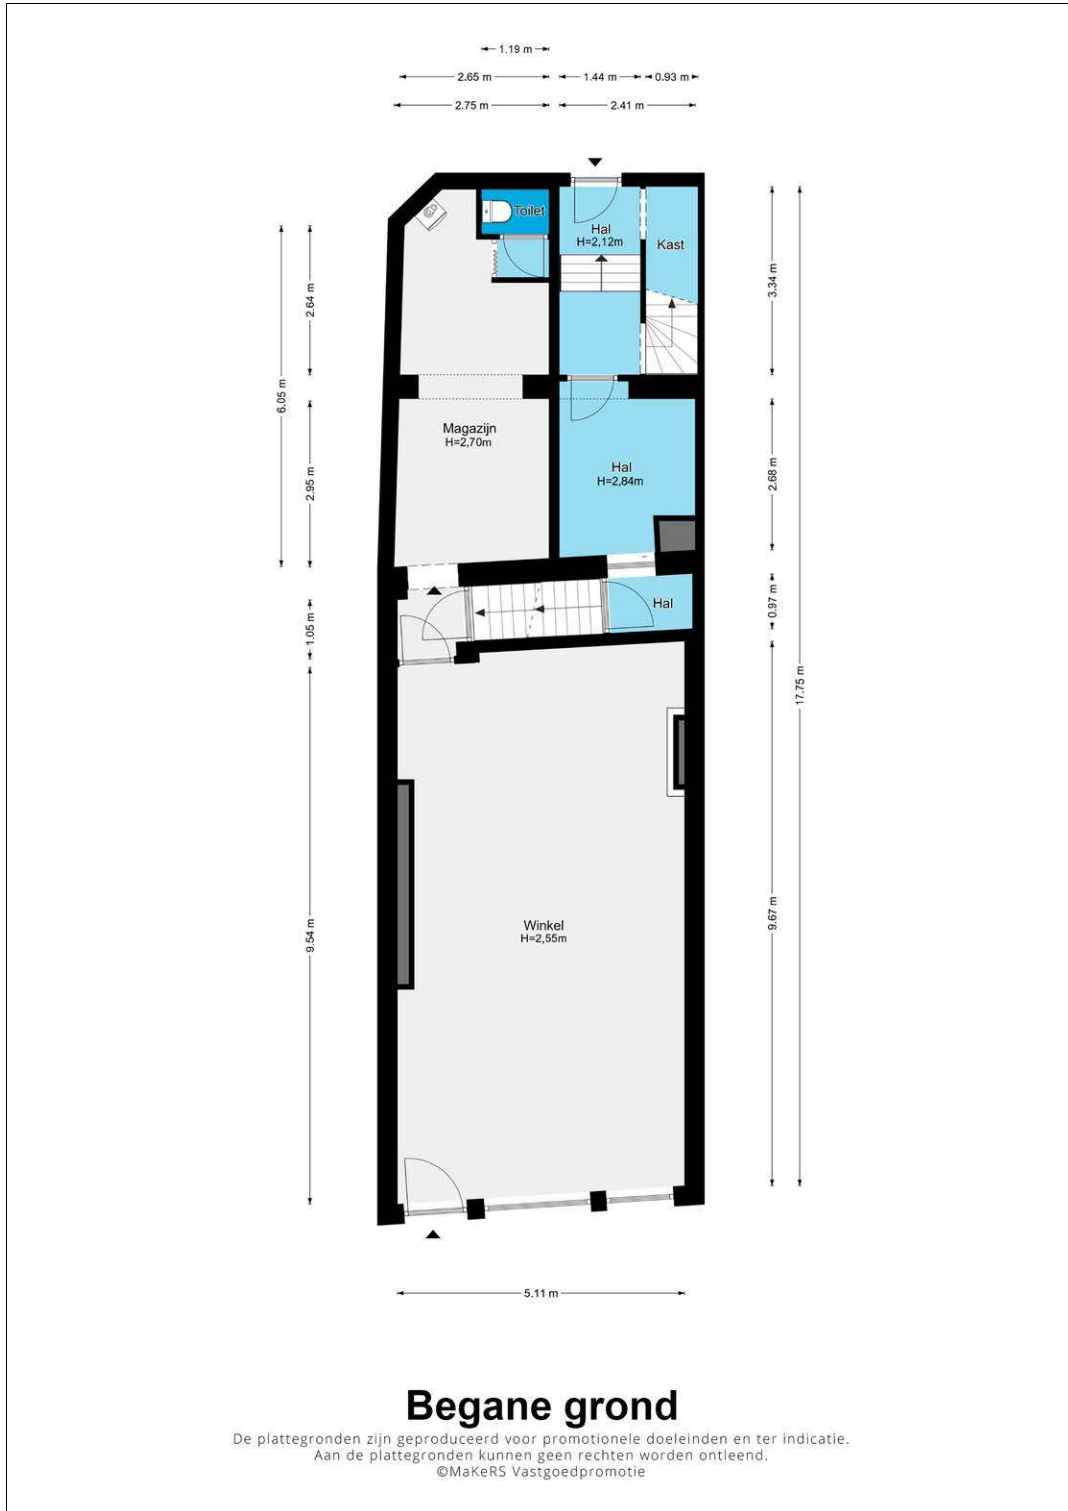 1.19 m
2.65 m
1.44 m
0.93 m
2.75 m
2.41 m
Toilet
Hal
H=2,12m
Kast
2.64 m
3.34 m
6.05 m
Magazijn
H=2,70m
Hal
H=2,84m
2.95 m
2.68 m
Hal
0.97 m
1.05 m
17.75 m
Winkel
H=2,55m
9.54 m
9.67 m
5.11 m
Begane grond
De plattegronden zijn geproduceerd voor promotionele doeleinden en ter indicatie.
Aan de plattegronden kunnen geen rechten worden ontleend.
©MaKeRS Vastgoedpromotie